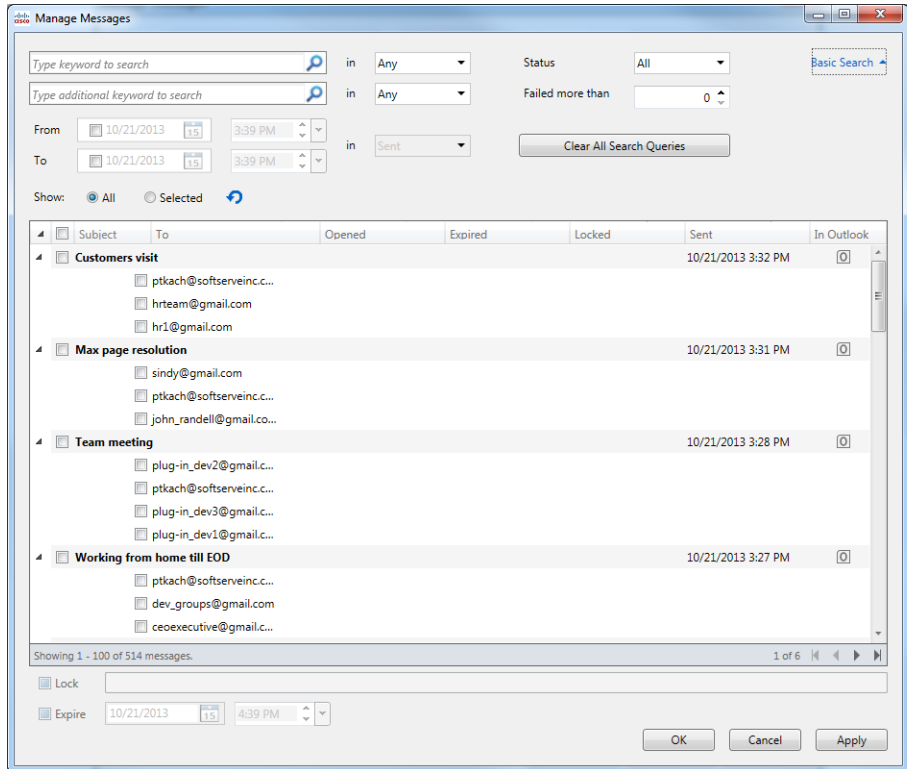 cisco Manage Messages
Type keyword to search in Any Status All Basic Search
Type additional keyword to search in Any Failed more than 0
From 10/21/2013 15 3:39 PM
in Sent Clear All Search Queries
To 10/21/2013 15 3:39 PM
Show: All Selected
Subject To Opened Expired Locked Sent In Outlook
Customers visit 10/21/2013 3:32 PM O
ptkach@softserveinc.c...
hrteam@gmail.com
hr1@gmail.com
Max page resolution 10/21/2013 3:31 PM O
sindy@gmail.com
ptkach@softserveinc.c...
john_randell@gmail.co...
Team meeting 10/21/2013 3:28 PM O
plug-in_dev2@gmail.c...
ptkach@softserveinc.c...
plug-in_dev3@gmail.c...
plug-in_dev1@gmail.c...
Working from home till EOD 10/21/2013 3:27 PM O
ptkach@softserveinc.c...
dev_groups@gmail.com
ceoexecutive@gmail.c...
Showing 1 - 100 of 514 messages. 1 of 6
Lock
Expire 10/21/2013 15 4:39 PM
OK Cancel Apply